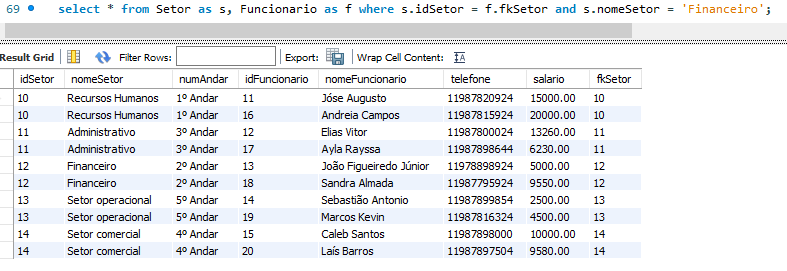 69 select * from Setor as s, Funcionario as f where s.idSetor = f.fkSetor and s.nomeSetor = 'Financeiro';
Result Grid Filter Rows: Export: Wrap Cell Content:
idSetor nomeSetor numAndar idFuncionario nomeFuncionario telefone salario fkSetor
10 Recursos Humanos 1º Andar 11 Jóse Augusto 11987820924 15000.00 10
10 Recursos Humanos 1º Andar 16 Andreia Campos 11987815924 20000.00 10
11 Administrativo 3º Andar 12 Elias Vitor 11987800024 13260.00 11
11 Administrativo 3º Andar 17 Ayla Rayssa 11987898644 6230.00 11
12 Financeiro 2º Andar 13 João Figueiredo Júnior 11978898924 5000.00 12
12 Financeiro 2º Andar 18 Sandra Almada 11987795924 9550.00 12
13 Setor operacional 5º Andar 14 Sebastião Antonio 11987899854 2500.00 13
13 Setor operacional 5º Andar 19 Marcos Kevin 11987816324 4500.00 13
14 Setor comercial 4º Andar 15 Caleb Santos 11987898000 10000.00 14
14 Setor comercial 4º Andar 20 Laís Barros 11987897504 9580.00 14